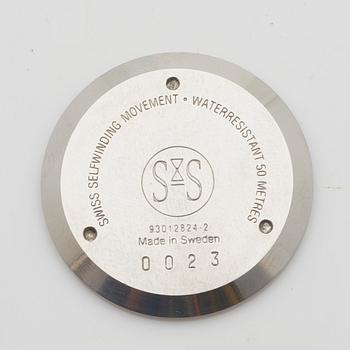 SWISS SELFWINDING MOVEMENT • WATERRESISTANT 50 METRES
S S
93012824-2
Made in Sweden
0023